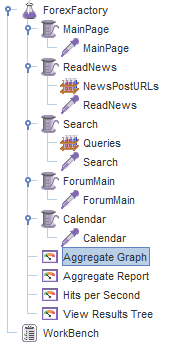 ForexFactory
MainPage
MainPage
ReadNews
NewsPostURLs
ReadNews
Search
Queries
Search
ForumMain
ForumMain
Calendar
Calendar
Aggregate Graph
Aggregate Report
Hits per Second
View Results Tree
WorkBench